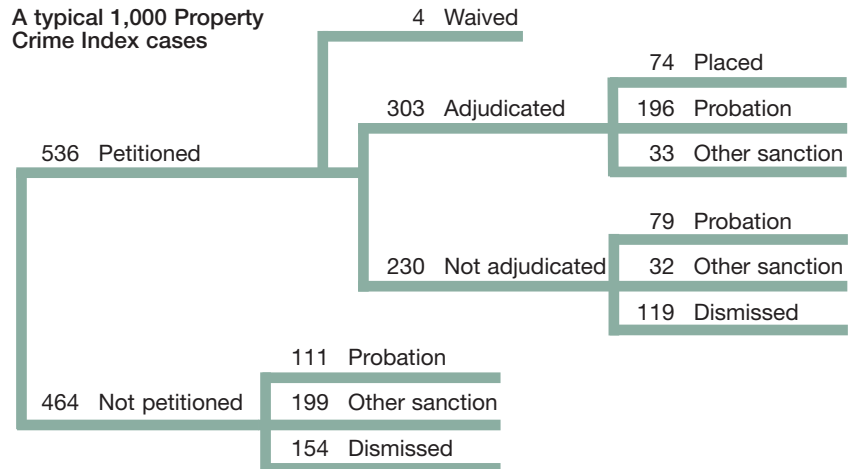 A typical 1,000 Property
Crime Index cases
4 Waived
74 Placed
303 Adjudicated
196 Probation
536 Petitioned
33 Other sanction
79 Probation
230 Not adjudicated
32 Other sanction
119 Dismissed
111 Probation
464 Not petitioned
199 Other sanction
154 Dismissed